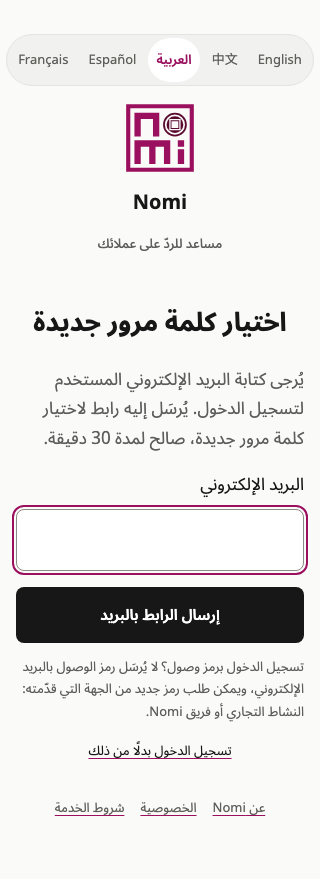 English
中文
العربية
Español
Français
nomi
Nomi
مساعد للردّ على عملائك
اختيار كلمة مرور جديدة
يُرجى كتابة البريد الإلكتروني المستخدم
لتسجيل الدخول. يُرسَل إليه رابط لاختيار
كلمة مرور جديدة، صالح لمدة 30 دقيقة.
البريد الإلكتروني
إرسال الرابط بالبريد
تسجيل الدخول برمز وصول؟ لا يُرسَل رمز الوصول بالبريد
الإلكتروني، ويمكن طلب رمز جديد من الجهة التي قدّمته:
النشاط التجاري أو فريق Nomi.
تسجيل الدخول بدلًا من ذلك
عن Nomi
الخصوصية
شروط الخدمة